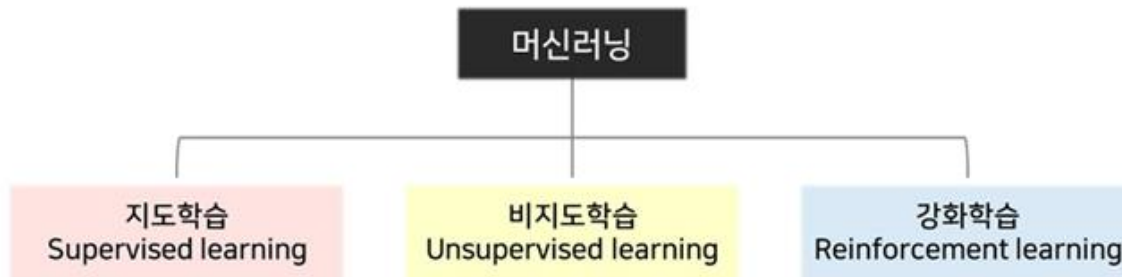 머신러닝
지도학습
Supervised learning
비지도학습
Unsupervised learning
강화학습
Reinforcement learning